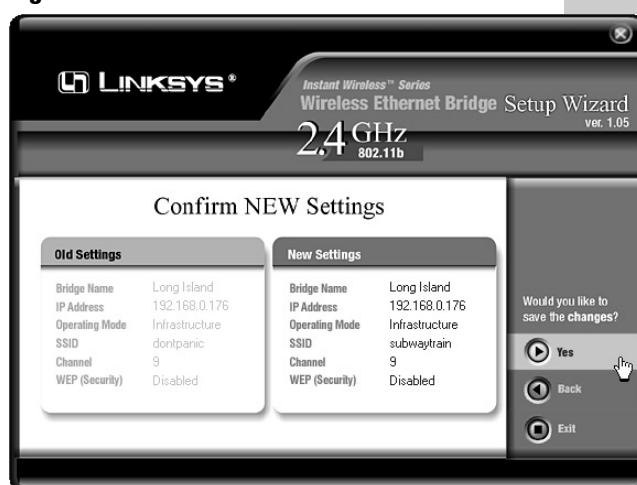 LINKSYS®
Instant Wireless™ Series
Wireless Ethernet Bridge Setup Wizard
ver. 1.05
2.4 GHz
802.11b
Confirm NEW Settings
Old Settings
Bridge Name Long Island
IP Address 192.168.0.176
Operating Mode Infrastructure
SSID dontpanic
Channel 9
WEP (Security) Disabled
New Settings
Bridge Name Long Island
IP Address 192.168.0.176
Operating Mode Infrastructure
SSID subwaytrain
Channel 9
WEP (Security) Disabled
Would you like to
save the changes?
Yes
Back
Exit